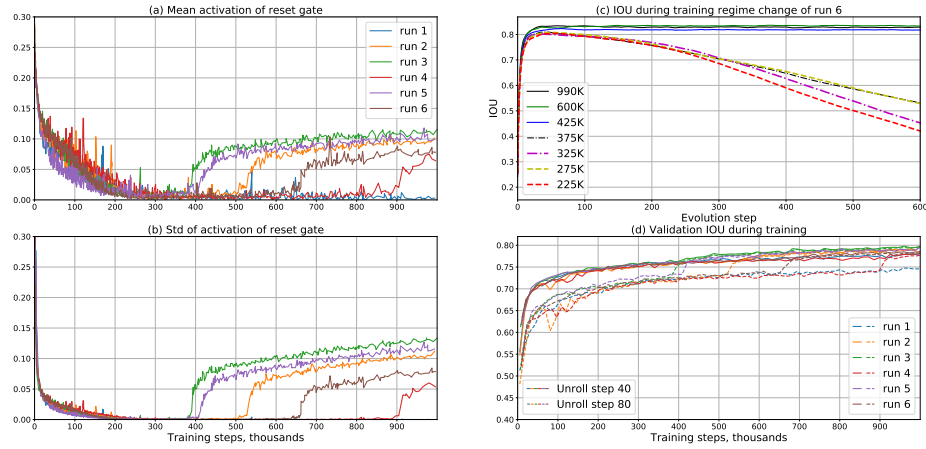 (a) Mean activation of reset gate
0.30
0.25
0.20
0.15
0.10
0.05
0.00
0 100 200 300 400 500 600 700 800 900
run 1
run 2
run 3
run 4
run 5
run 6
(b) Std of activation of reset gate
0.30
0.25
0.20
0.15
0.10
0.05
0.00
0 100 200 300 400 500 600 700 800 900
Training steps, thousands
(c) IOU during training regime change of run 6
IOU
0.8
0.7
0.6
0.5
0.4
0.3
0.2
990K
600K
425K
375K
325K
275K
225K
0 100 200 300 400 500 600
Evolution step
(d) Validation IOU during training
0.80
0.75
0.70
0.65
0.60
0.55
0.50
0.45
0.40
Unroll step 40
Unroll step 80
run 1
run 2
run 3
run 4
run 5
run 6
0 100 200 300 400 500 600 700 800 900
Training steps, thousands